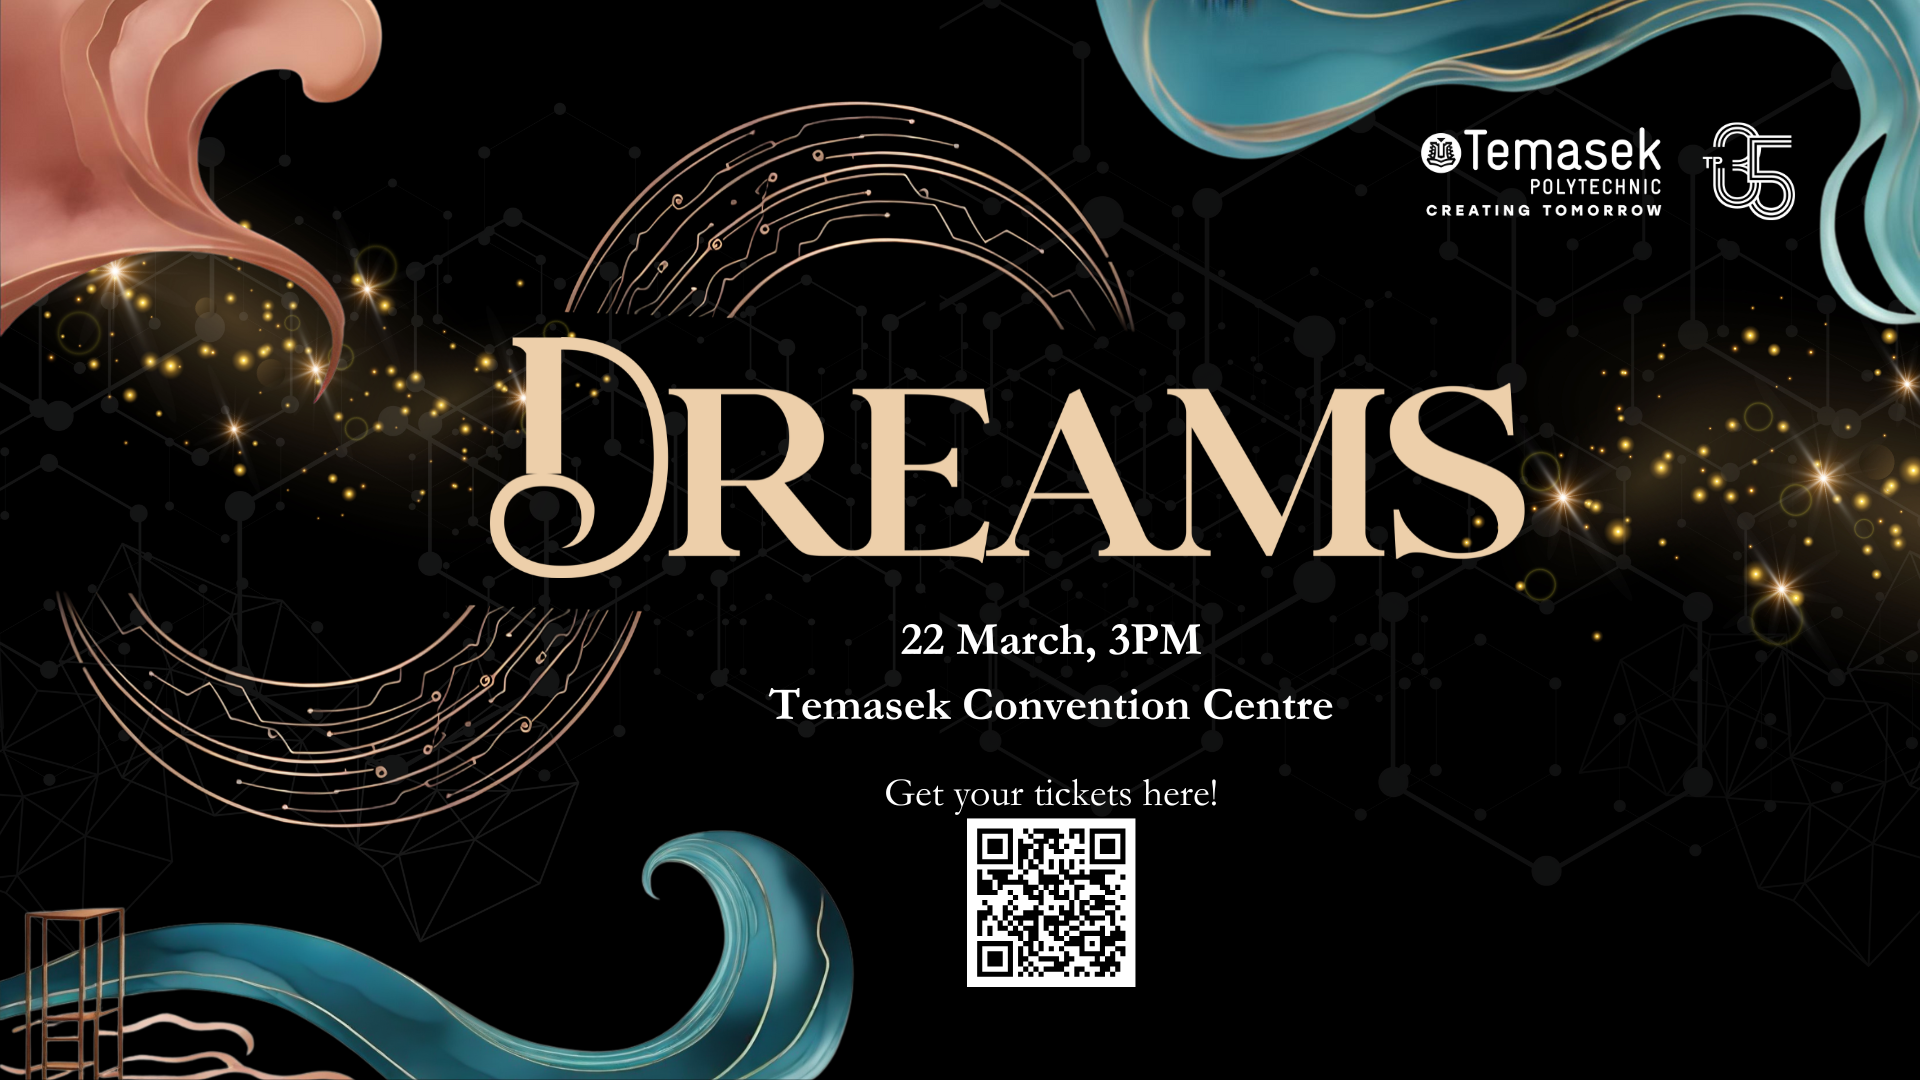 Temasek
POLYTECHNIC
CREATING TOMORROW
TP 35
DREAMS
22 March, 3PM
Temasek Convention Centre
Get your tickets here!